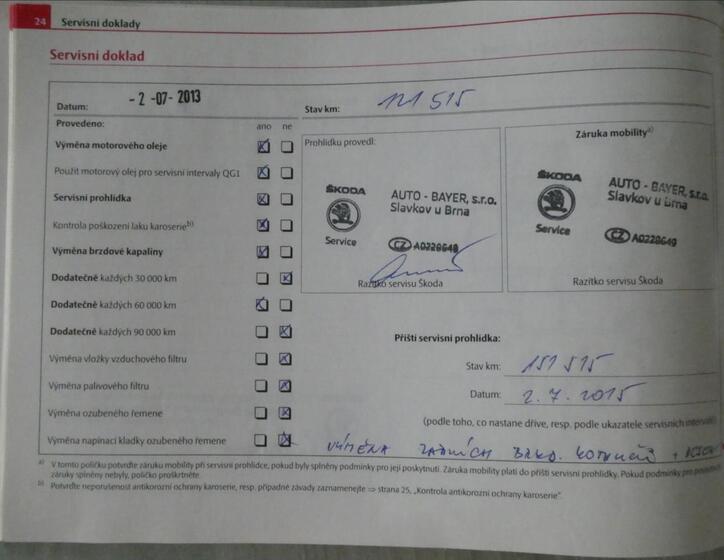 24 Servisní doklady
Servisní doklad
Datum: - 2 -07- 2013
Stav km: 121 515
Provedeno: ano ne
Výměna motorového oleje
Použit motorový olej pro servisní intervaly QG1
Servisní prohlídka
Kontrola poškození laku karoserie b)
Výměna brzdové kapaliny
Dodatečně každých 30 000 km
Dodatečně každých 60 000 km
Dodatečně každých 90 000 km
Výměna vložky vzduchového filtru
Výměna palivového filtru
Výměna ozubeného řemene
Výměna napínací kladky ozubeného řemene
Prohlídku provedl:
ŠKODA
Service
AUTO - BAYER, s.r.o.
Slavkov u Brna
CZ
Razítko servisu Škoda
Záruka mobility a)
ŠKODA
Service
AUTO - BAYER, s.r.o.
Slavkov u Brna
CZ
Razítko servisu Škoda
Příští servisní prohlídka:
Stav km: 151 515
Datum: 2. 7. 2015
(podle toho, co nastane dříve, resp. podle ukazatele servisních intervalů)
VÝMĚNA ZADNÍCH BRZD. KOTOUČŮ +
a) V tomto políčku potvrďte záruku mobility při servisní prohlídce, pokud byly splněny podmínky pro její poskytnutí. Záruka mobility platí do příští servisní prohlídky. Pokud podmínky pro
záruky splněny nebyly, políčko proškrtněte.
b) Potvrďte neporušenost antikorozní ochrany karoserie, resp. případné závady zaznamenejte ⇒ strana 25, „Kontrola antikorozní ochrany karoserie“.